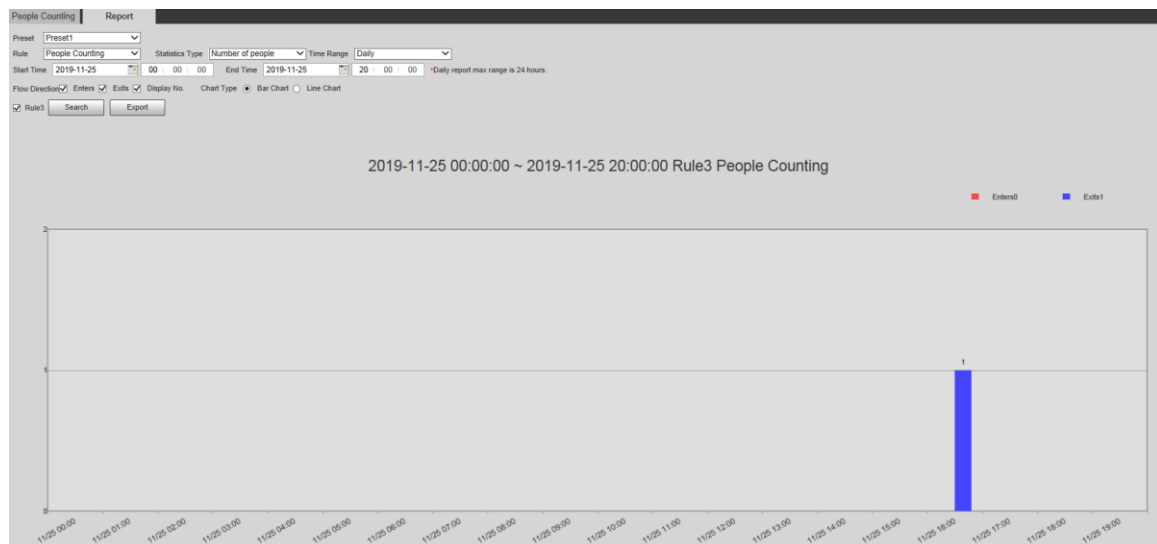 People Counting Report
Preset Preset1
Rule People Counting Statistics Type Number of people Time Range Daily
Start Time 2019-11-25 00 : 00 : 00 End Time 2019-11-25 20 : 00 : 00 *Daily report max range is 24 hours.
Flow Direction Enters Exits Display No. Chart Type Bar Chart Line Chart
Rule3 Search Export
2019-11-25 00:00:00 ~ 2019-11-25 20:00:00 Rule3 People Counting
Enters0 Exits1
2
1
1
0
11/25 00:00 11/25 01:00 11/25 02:00 11/25 03:00 11/25 04:00 11/25 05:00 11/25 06:00 11/25 07:00 11/25 08:00 11/25 09:00 11/25 10:00 11/25 11:00 11/25 12:00 11/25 13:00 11/25 14:00 11/25 15:00 11/25 16:00 11/25 17:00 11/25 18:00 11/25 19:00